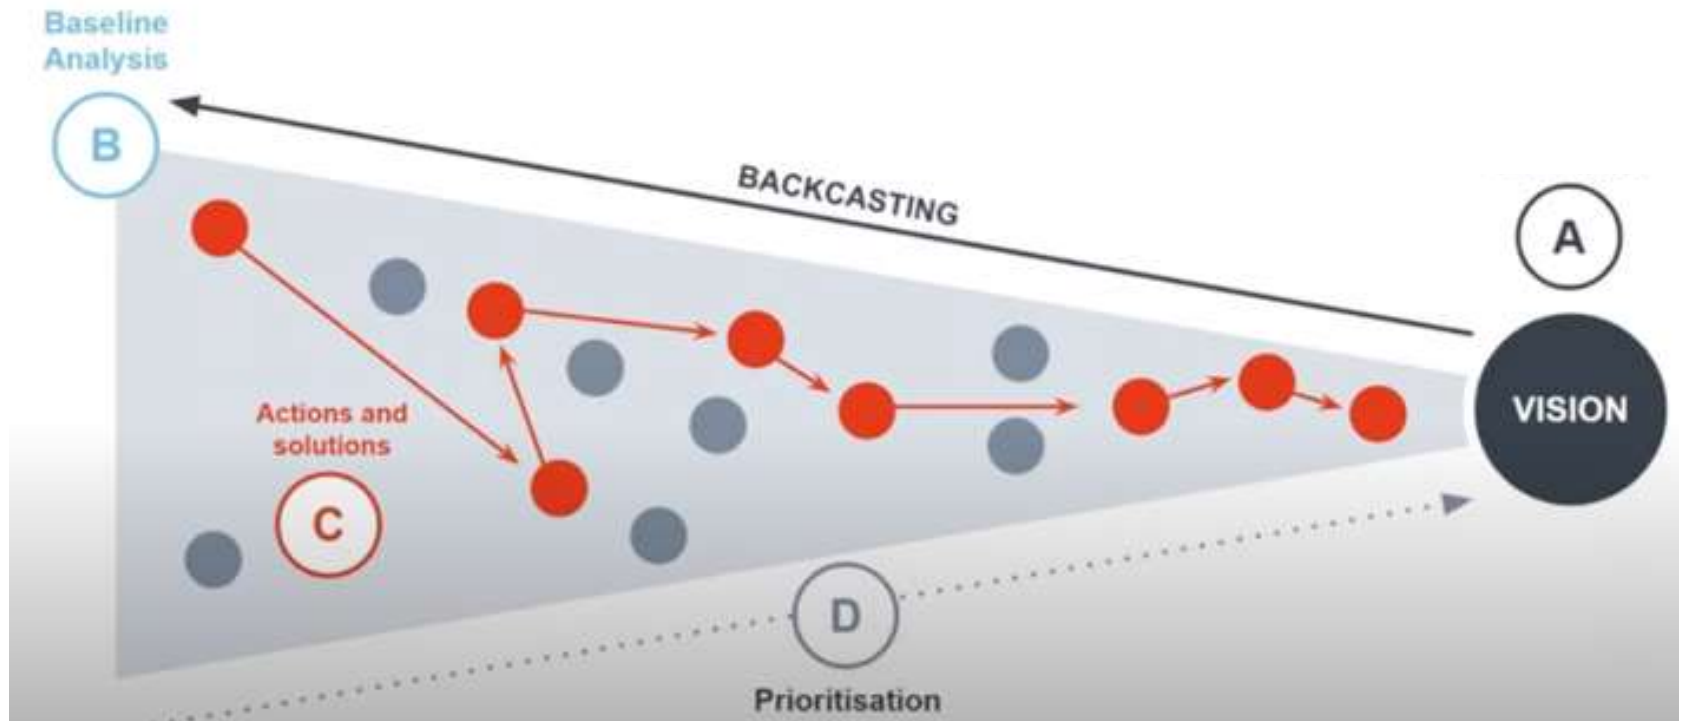 Baseline
Analysis
B
BACKCASTING
A
VISION
Actions and
solutions
C
D
Prioritisation